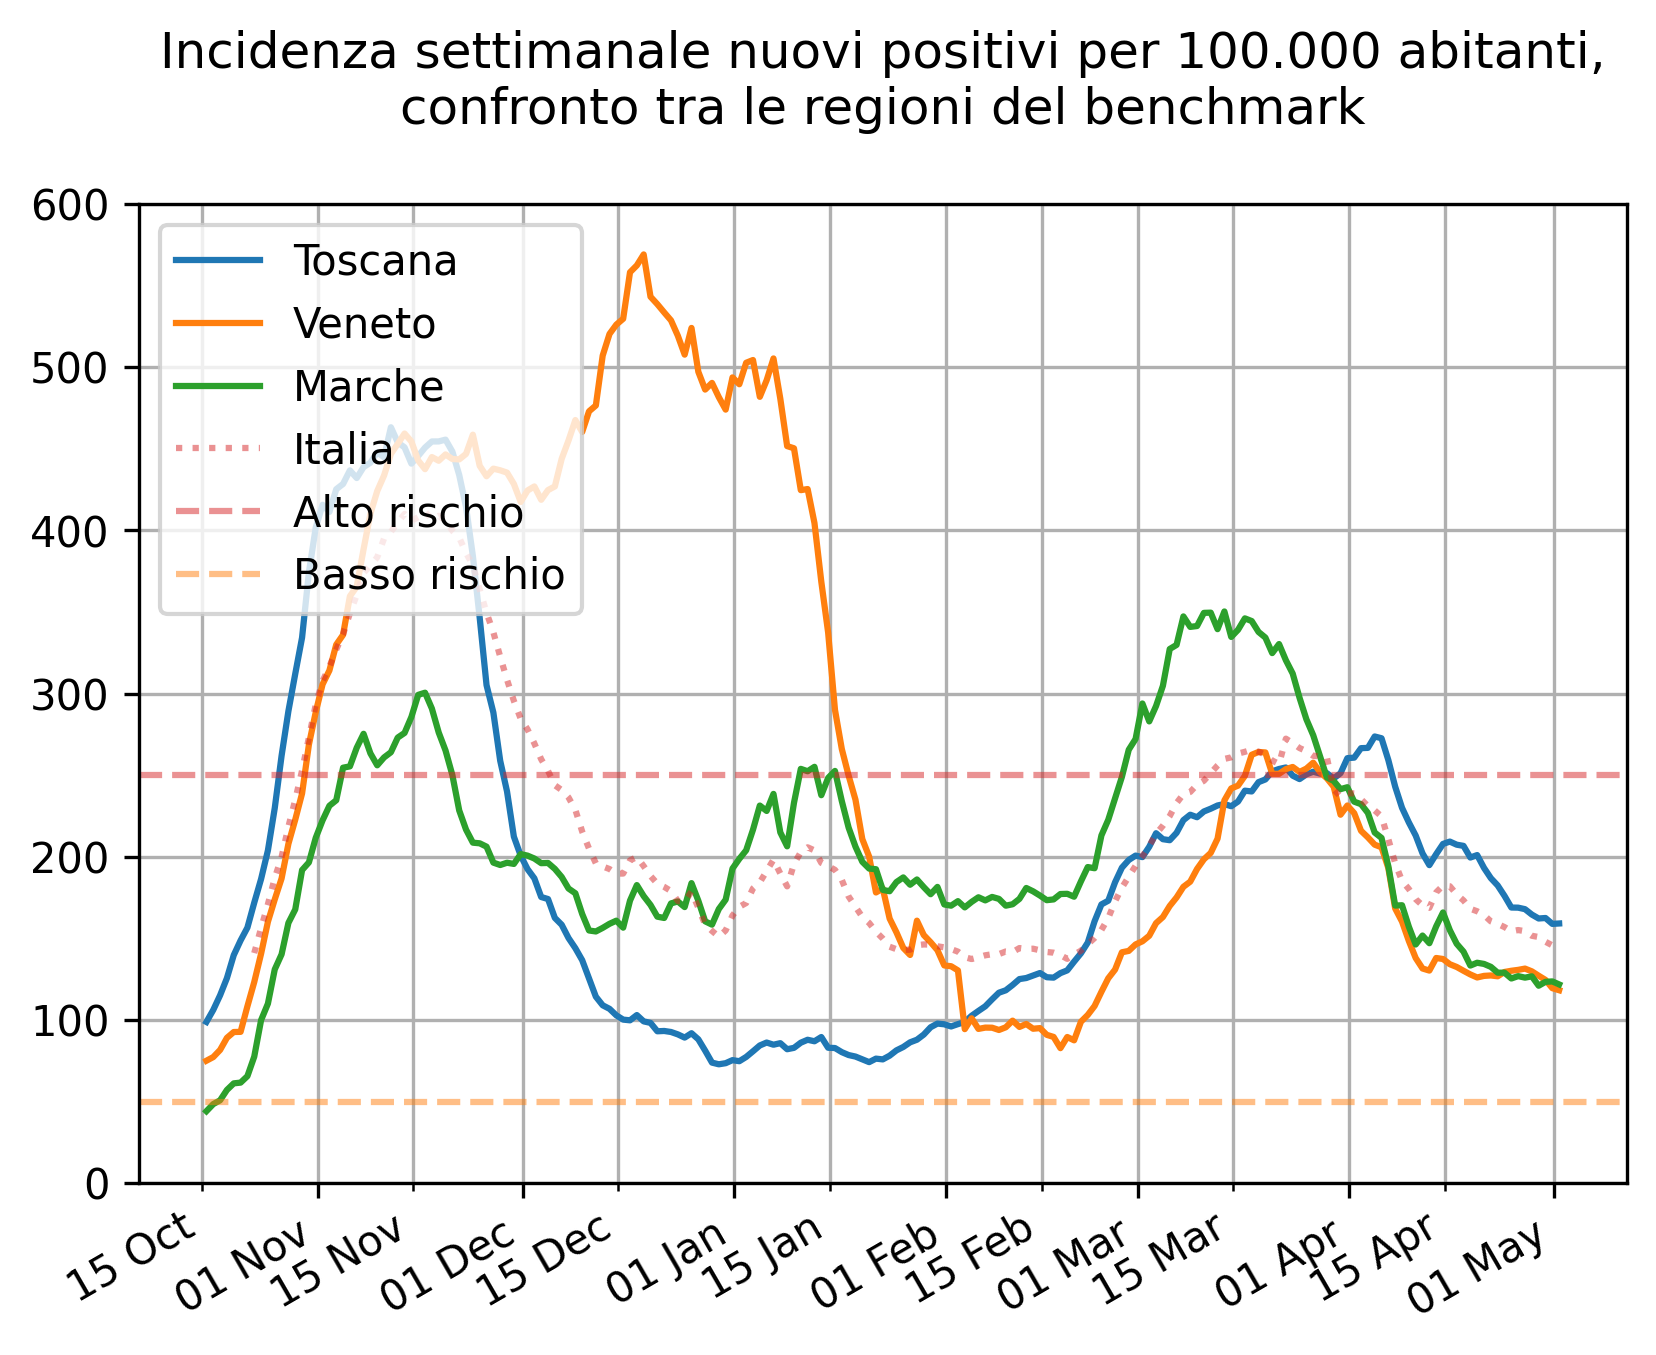 Incidenza settimanale nuovi positivi per 100.000 abitanti,
confronto tra le regioni del benchmark
600
500
400
300
200
100
0
Toscana
Veneto
Marche
Italia
Alto rischio
Basso rischio
15 Oct
01 Nov
15 Nov
01 Dec
15 Dec
01 Jan
15 Jan
01 Feb
15 Feb
01 Mar
15 Mar
01 Apr
15 Apr
01 May